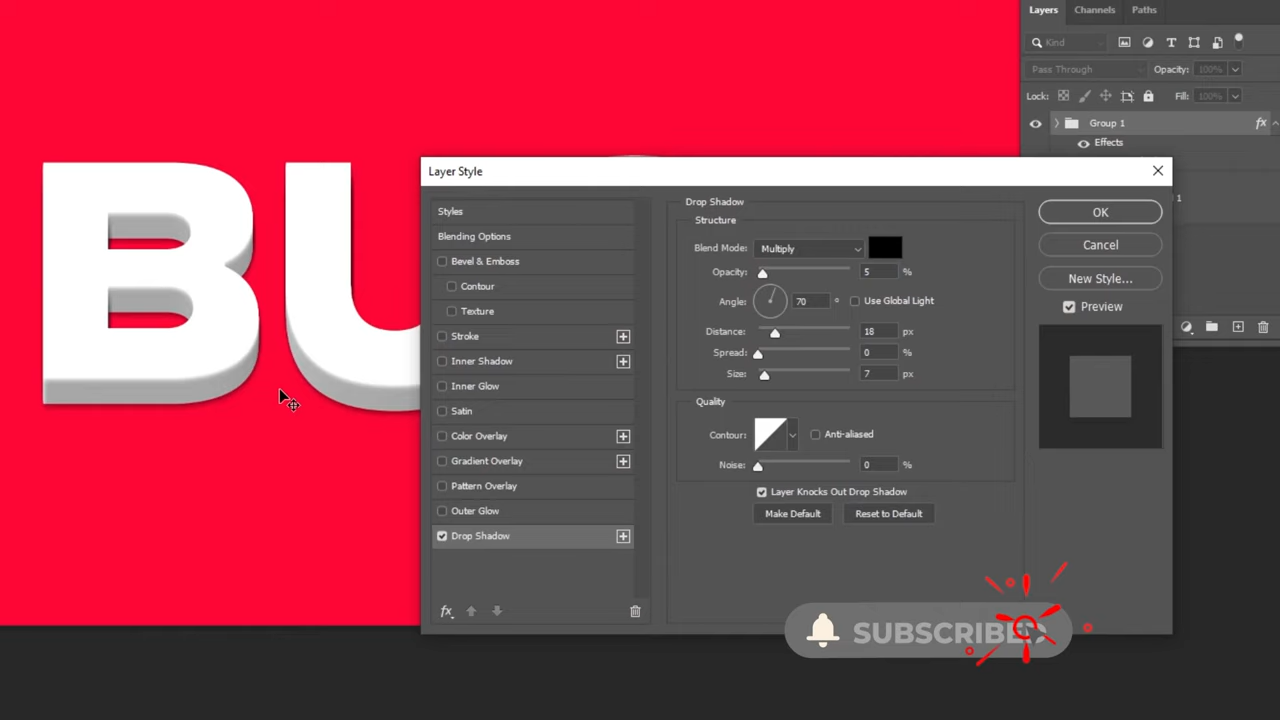 Layers Channels Paths
Kind
Pass Through Opacity: 100%
Lock: Fill: 100%
Group 1 fx
Effects
1
BU
Layer Style
Styles
Blending Options
Bevel & Emboss
Contour
Texture
Stroke
Inner Shadow
Inner Glow
Satin
Color Overlay
Gradient Overlay
Pattern Overlay
Outer Glow
Drop Shadow
fx
Drop Shadow
Structure
Blend Mode: Multiply
Opacity: 5 %
Angle: 70 ° Use Global Light
Distance: 18 px
Spread: 0 %
Size: 7 px
Quality
Contour: Anti-aliased
Noise: 0 %
Layer Knocks Out Drop Shadow
Make Default Reset to Default
OK
Cancel
New Style...
Preview
SUBSCRIBED